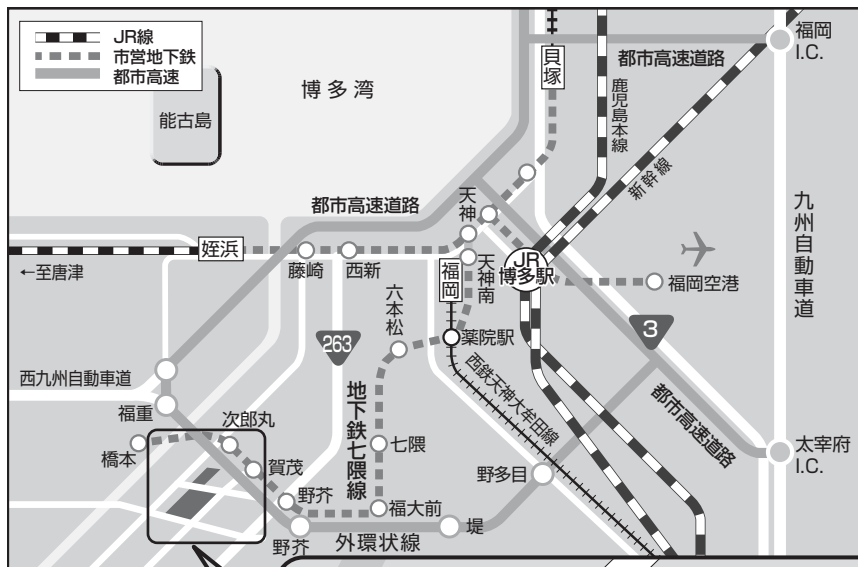 JR線
市営地下鉄
都市高速
博多湾
能古島
都市高速道路
貝塚
鹿児島本線
新幹線
福岡
I.C.
九州自動車道
都市高速道路
天神
姪浜
藤崎
西新
福岡
天神南
JR
博多駅
福岡空港
←至唐津
六本松
263
薬院駅
3
西九州自動車道
福重
次郎丸
地下鉄七隈線
西鉄天神大牟田線
都市高速道路
橋本
賀茂
七隈
野多目
太宰府
I.C.
野芥
福大前
野芥
外環状線
堤